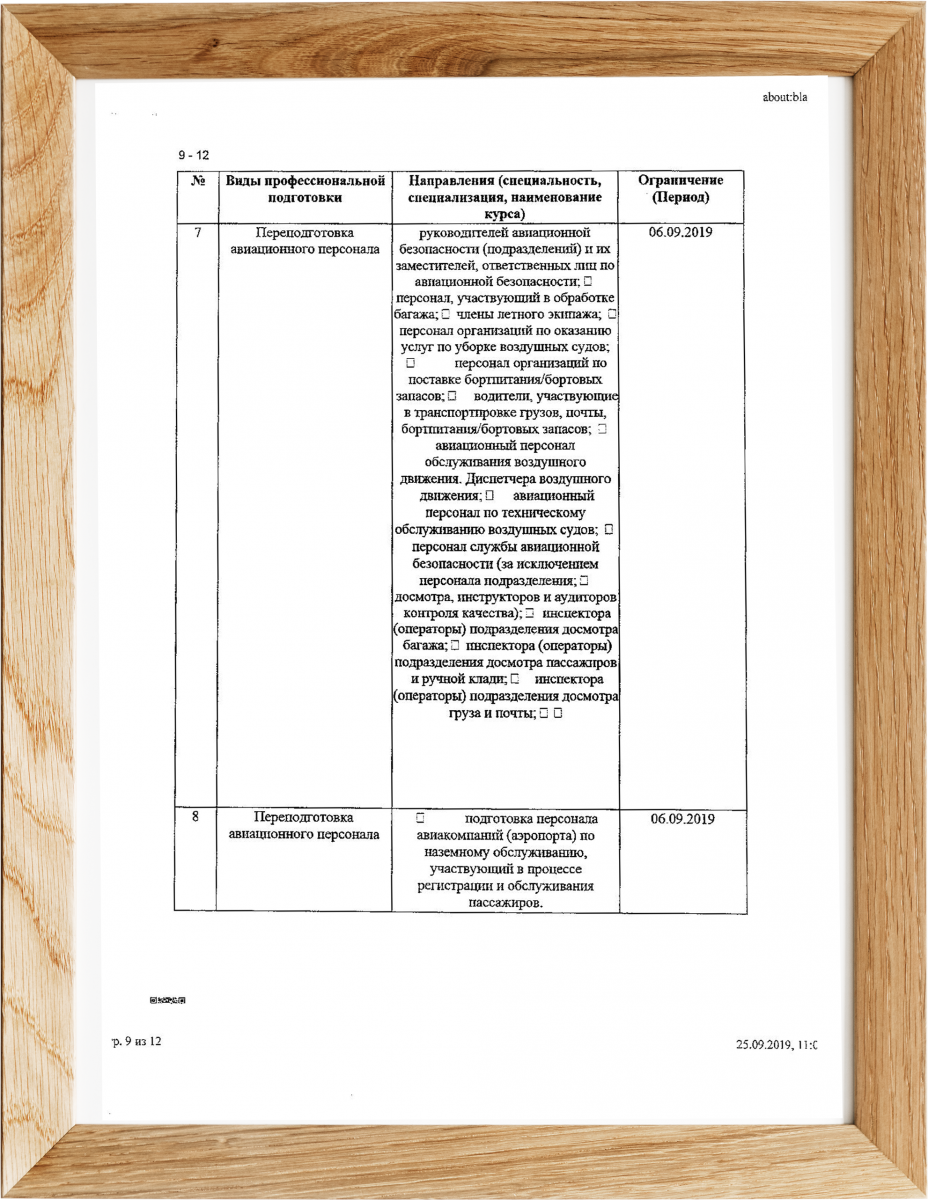 about:bla
9 - 12
№
Виды профессиональной
подготовки
Направления (специальность,
специализация, наименование
курса)
Ограничение
(Период)
7
Переподготовка
авиационного персонала
руководителей авиационной
безопасности (подразделений) и их
заместителей, ответственных лиц по
авиационной безопасности; □
персонал, участвующий в обработке
багажа; □ члены летного экипажа; □
персонал организаций по оказанию
услуг по уборке воздушных судов;
□ персонал организаций по
поставке бортпитания/бортовых
запасов; □ водители, участвующие
в транспортировке грузов, почты,
бортпитания/бортовых запасов; □
авиационный персонал
обслуживания воздушного
движения. Диспетчера воздушного
движения; □ авиационный
персонал по техническому
обслуживанию воздушных судов; □
персонал службы авиационной
безопасности (за исключением
персонала подразделения; □
досмотра, инструкторов и аудиторов
контроля качества); □ инспектора
(операторы) подразделения досмотра
багажа; □ инспектора (операторы)
подразделения досмотра пассажиров
и ручной клади; □ инспектора
(операторы) подразделения досмотра
груза и почты; □ □
06.09.2019
8
Переподготовка
авиационного персонала
□ подготовка персонала
авиакомпаний (аэропорта) по
наземному обслуживанию,
участвующий в процессе
регистрации и обслуживания
пассажиров.
06.09.2019
р. 9 из 12
25.09.2019, 11:0